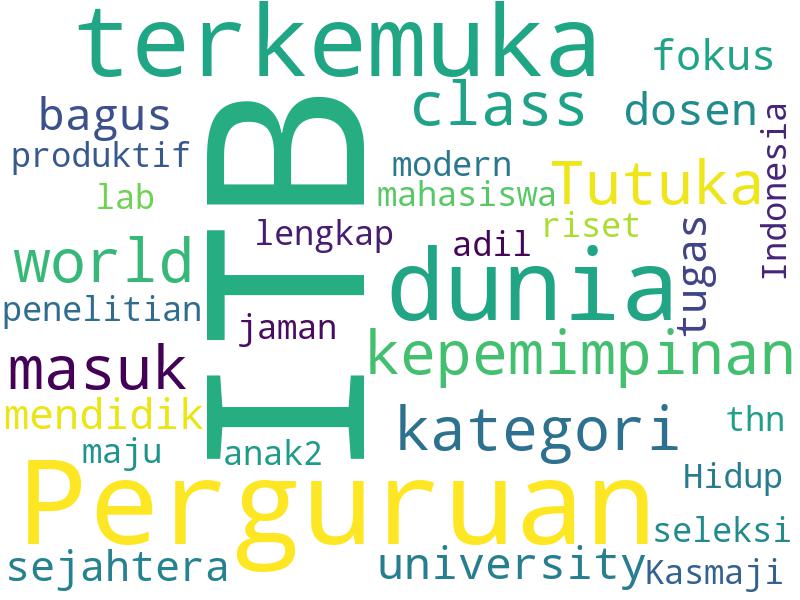 terkemuka
fokus
class
bagus
dosen
produktif
ITB
modern
Indonesia
lab
mahasiswa
Tutuka
lengkap
adil
riset
world
dunia
tugas
penelitian
jaman
masuk
kepemimpinan
mendidik
kategori
thn
maju
anak2
Hidup
Perguruan
seleksi
sejahtera
university
Kasmaji